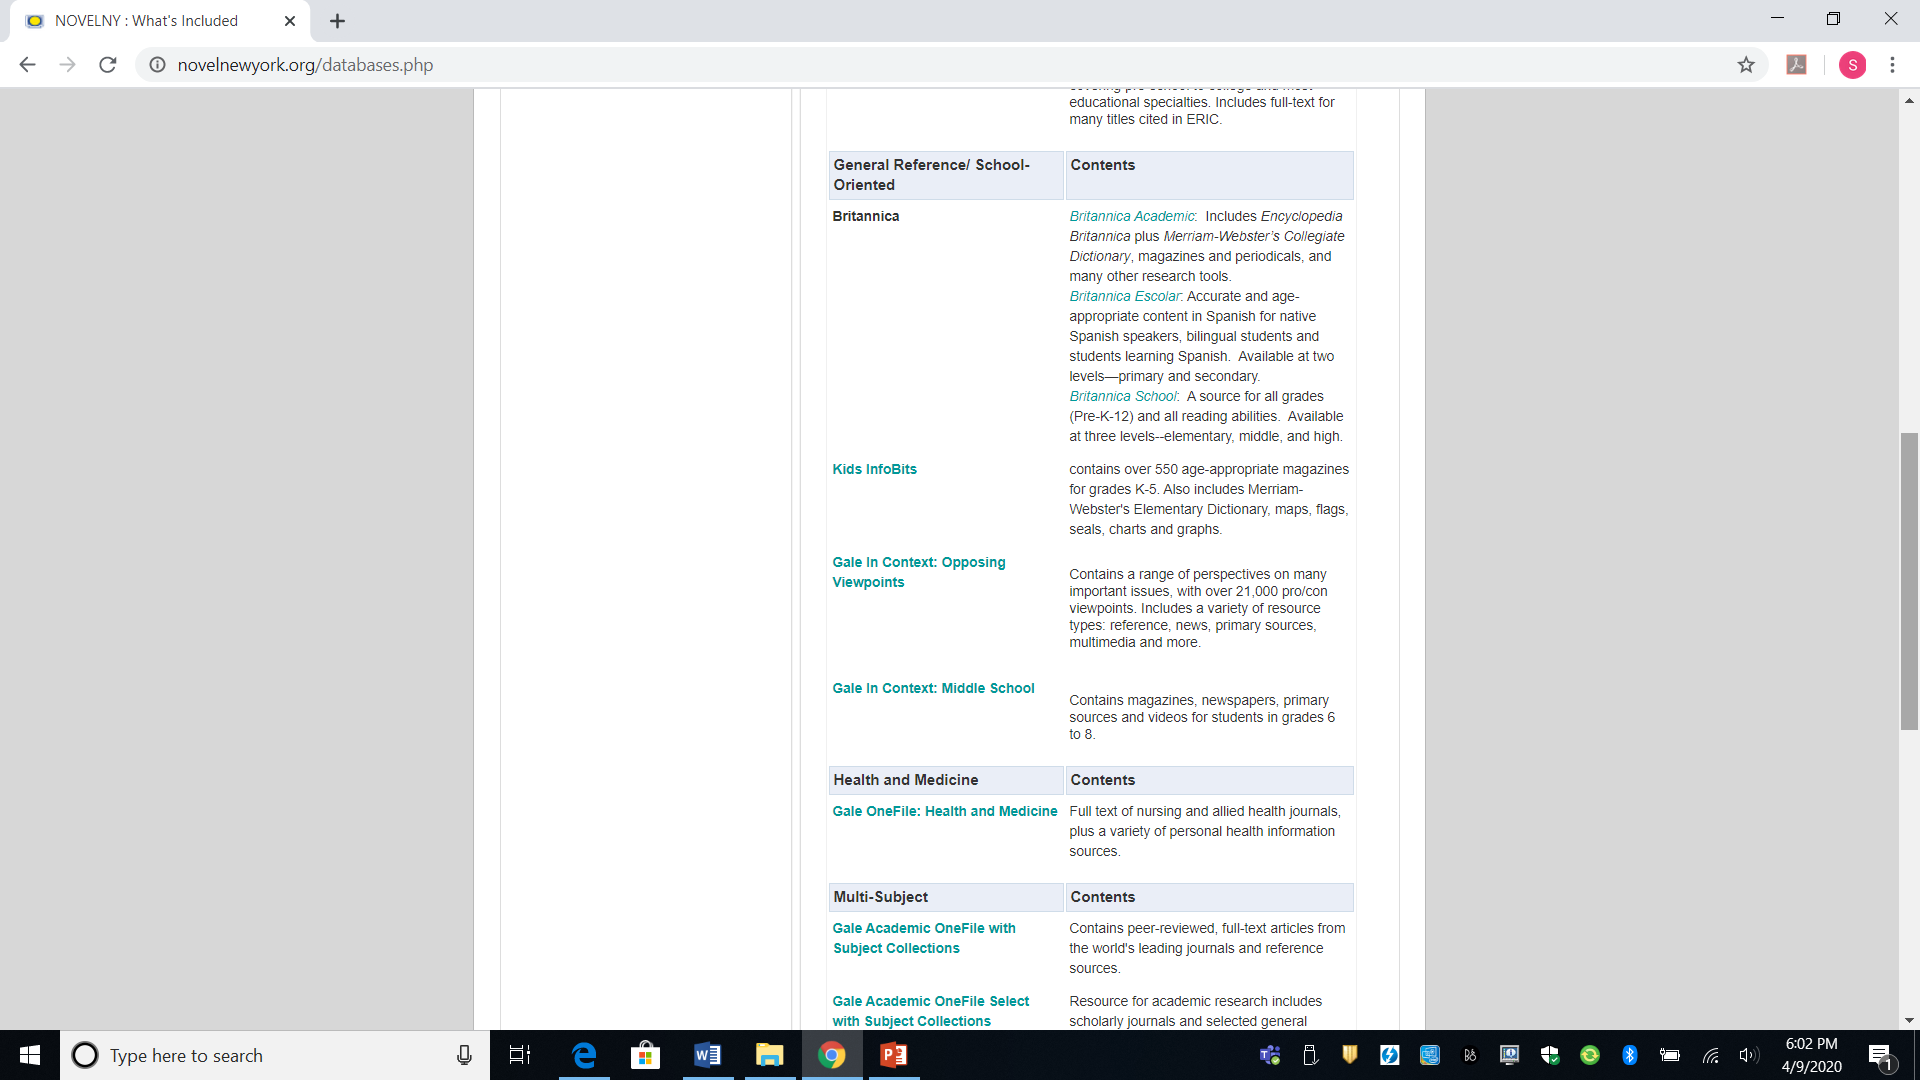 NOVELNY : What's Included
novelnewyork.org/databases.php
S
educational specialties. Includes full-text for
many titles cited in ERIC.
General Reference/ School-
Oriented
Contents
Britannica
Britannica Academic:  Includes Encyclopedia
Britannica plus Merriam-Webster's Collegiate
Dictionary, magazines and periodicals, and
many other research tools.
Britannica Escolar: Accurate and age-
appropriate content in Spanish for native
Spanish speakers, bilingual students and
students learning Spanish.  Available at two
levels—primary and secondary.
Britannica School:  A source for all grades
(Pre-K-12) and all reading abilities.  Available
at three levels--elementary, middle, and high.
Kids InfoBits
contains over 550 age-appropriate magazines
for grades K-5. Also includes Merriam-
Webster's Elementary Dictionary, maps, flags,
seals, charts and graphs.
Gale In Context: Opposing
Viewpoints
Contains a range of perspectives on many
important issues, with over 21,000 pro/con
viewpoints. Includes a variety of resource
types: reference, news, primary sources,
multimedia and more.
Gale In Context: Middle School
Contains magazines, newspapers, primary
sources and videos for students in grades 6
to 8.
Health and Medicine
Contents
Gale OneFile: Health and Medicine
Full text of nursing and allied health journals,
plus a variety of personal health information
sources.
Multi-Subject
Contents
Gale Academic OneFile with
Subject Collections
Contains peer-reviewed, full-text articles from
the world's leading journals and reference
sources.
Gale Academic OneFile Select
with Subject Collections
Resource for academic research includes
scholarly journals and selected general
Type here to search
6:02 PM
4/9/2020
1